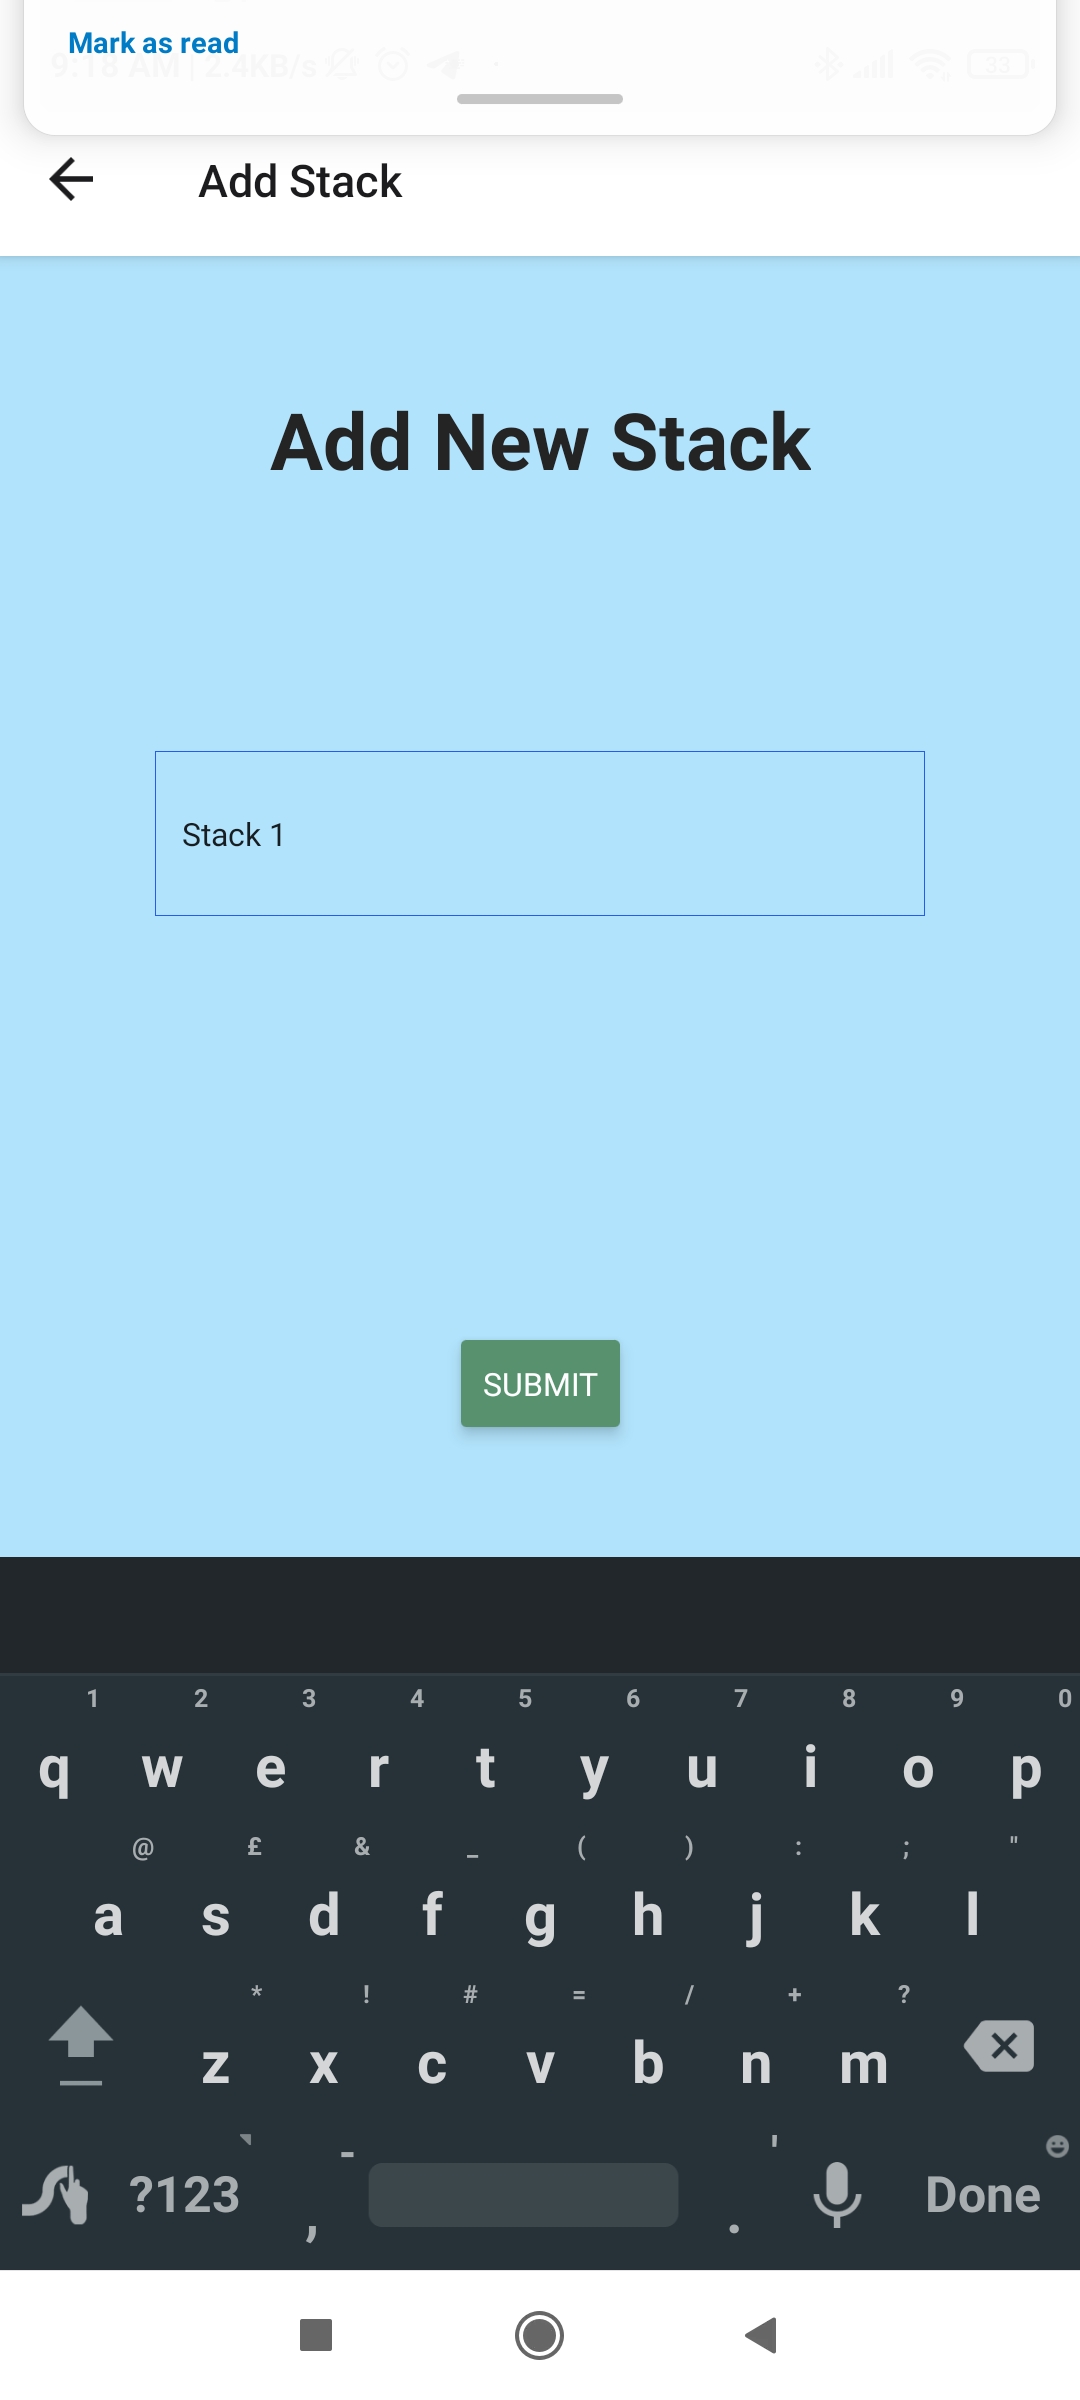 Mark as read
9:18 AM | 2.4KB/s
33
Add Stack
Add New Stack
Stack 1
SUBMIT
1 2 3 4 5 6 7 8 9 0
q w e r t y u i o p
@ £ & _ ( ) : ; "
a s d f g h j k l
* ! # = / + ?
z x c v b n m
- '
?123 , . Done